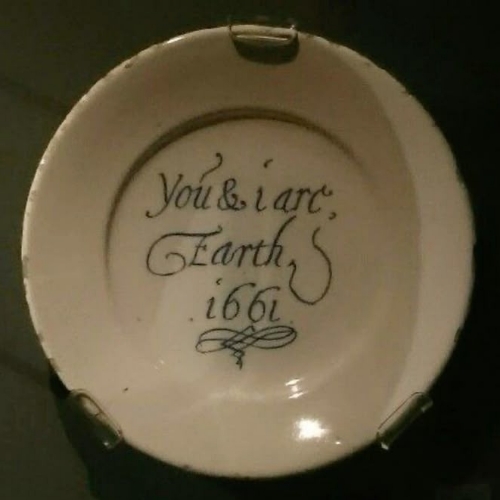 you & i are,
Earth
.1661.